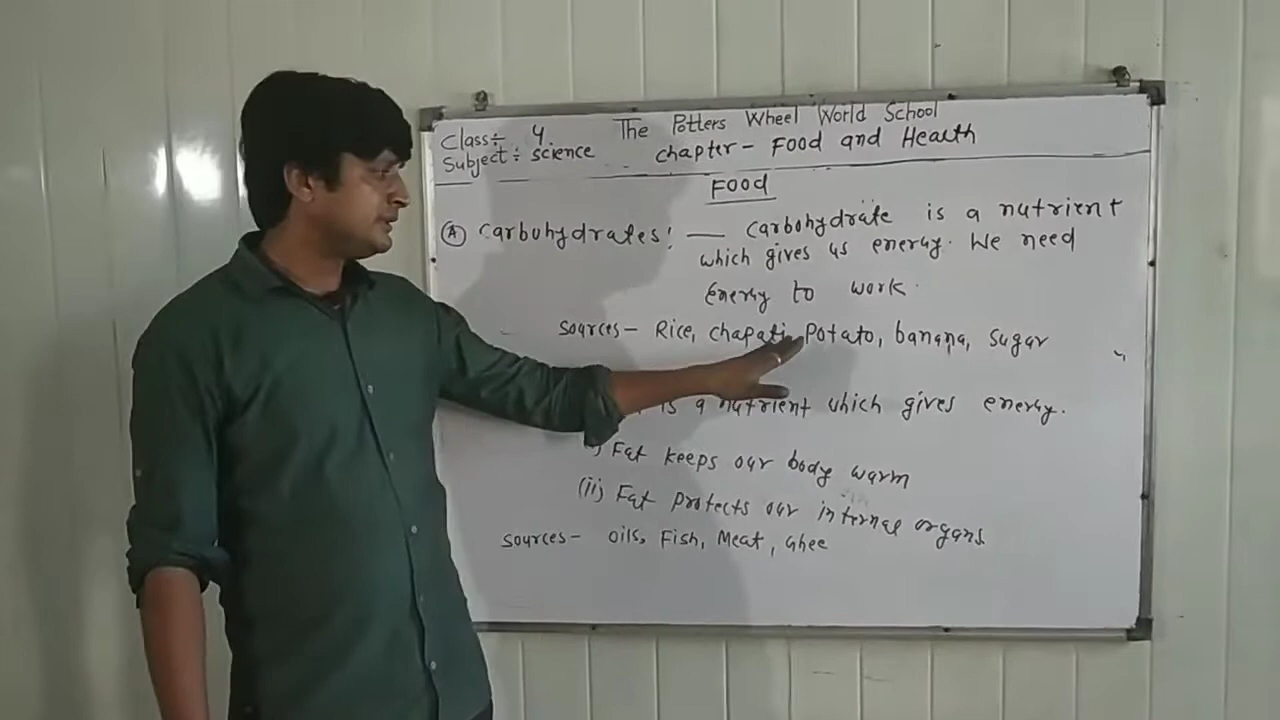 Class:- 4 The Potters Wheel World School
Subject:- science Chapter- Food and Health
FOOD
(A) Carbohydrates:- Carbohydrate is a nutrient
which gives us energy. We need
Energy to work.
Sources- Rice, Chapati, Potato, banana, Sugar
is a nutrient which gives energy.
Fat keeps our body warm
(ii) Fat Protects our internal organs
Sources- oils, Fish, Meat, Ghee